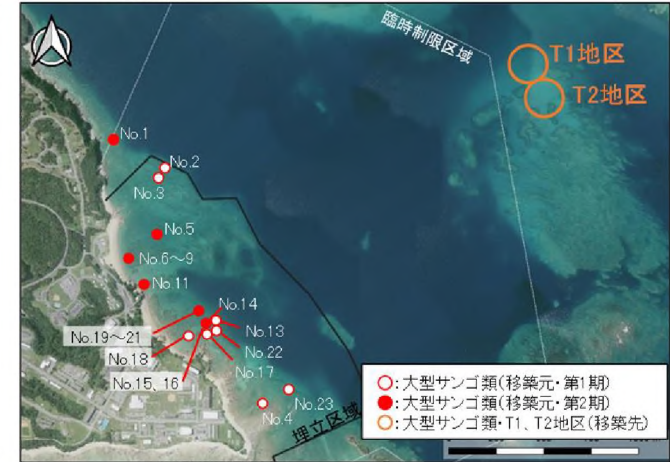 臨時制限区域
T1地区
T2地区
No.1
No.2
No.3
No.5
No.6～9
No.11
No.14
No.19～21
No.13
No.18
No.22
No.17
No.15、16
No.23
No.4
埋立区域
○:大型サンゴ類(移築元・第1期)
●:大型サンゴ類(移築元・第2期)
○:大型サンゴ類・T1、T2地区(移築先)